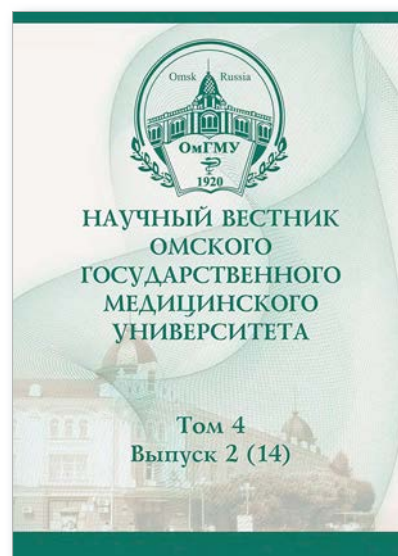 Omsk Russia
ОмГМУ
1920
НАУЧНЫЙ ВЕСТНИК
ОМСКОГО
ГОСУДАРСТВЕННОГО
МЕДИЦИНСКОГО
УНИВЕРСИТЕТА
Том 4
Выпуск 2 (14)